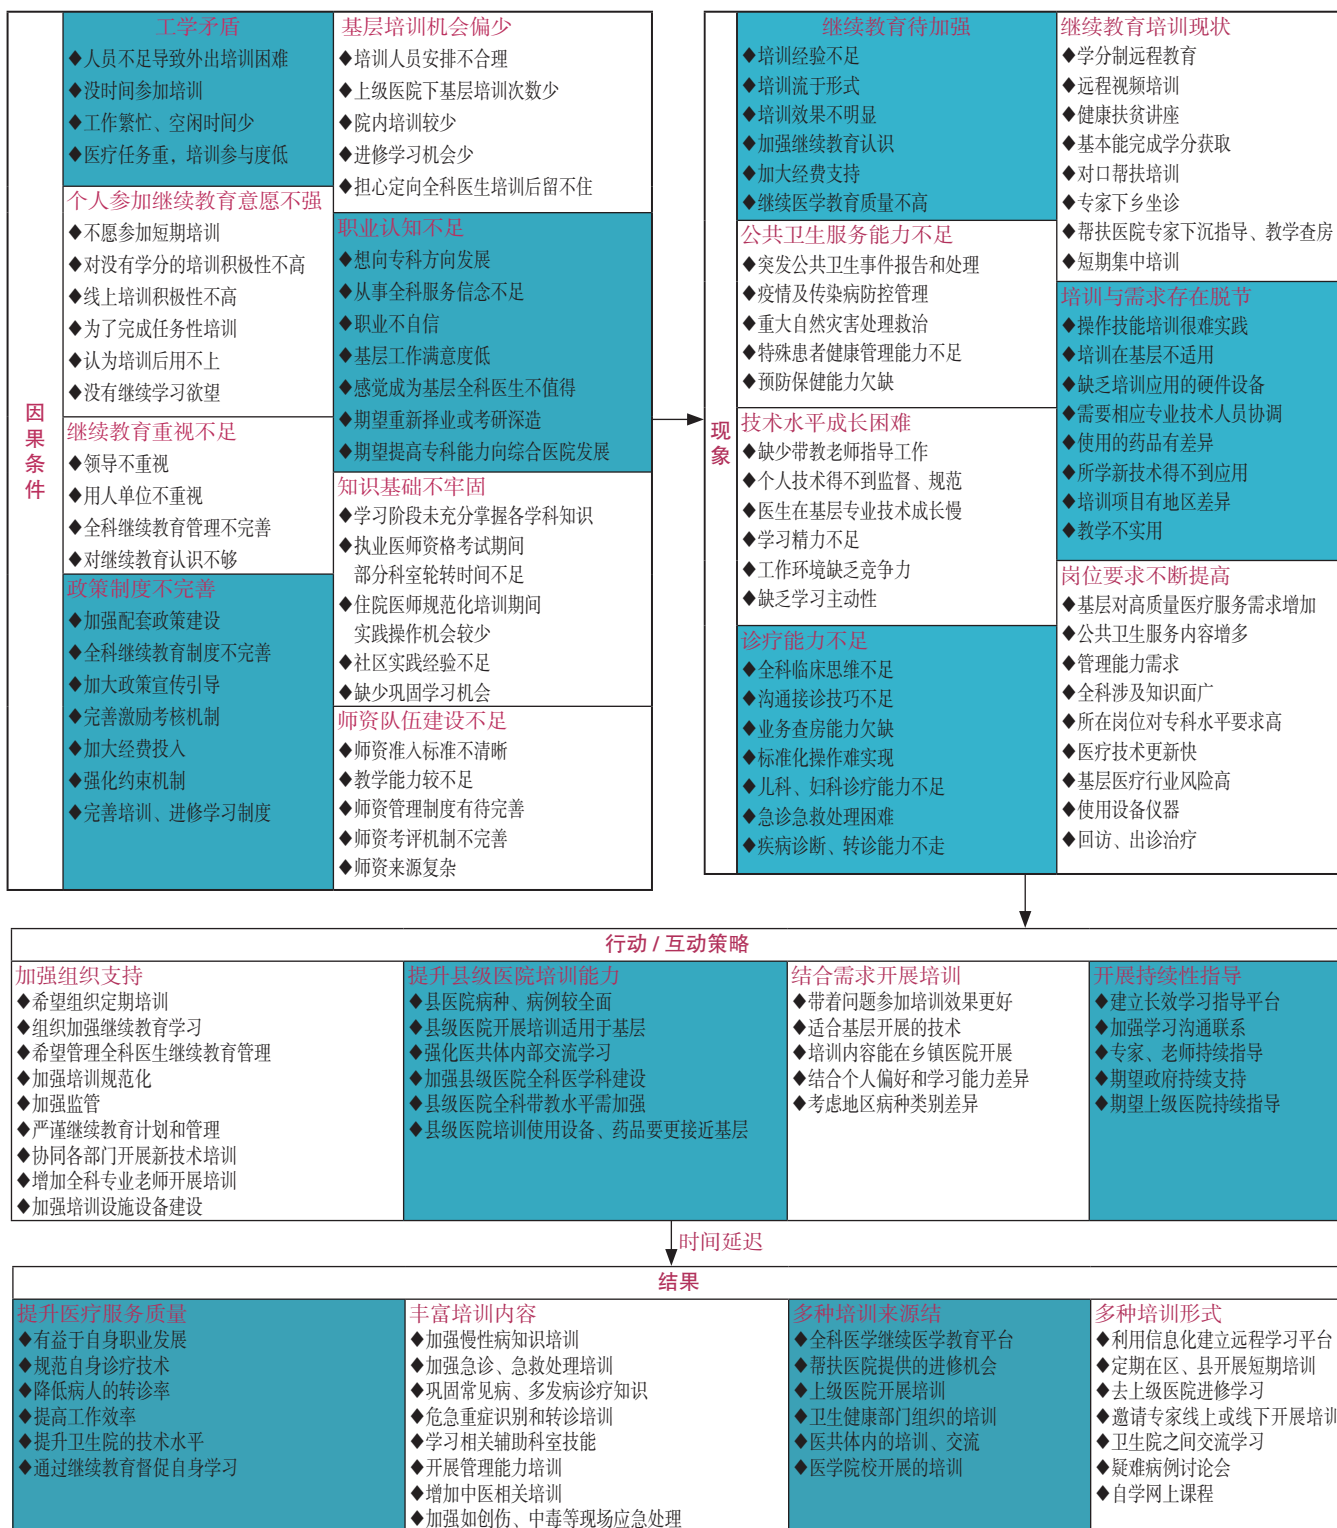 因果条件
工学矛盾
◆人员不足导致外出培训困难
◆没时间参加培训
◆工作繁忙、空闲时间少
◆医疗任务重，培训参与度低
个人参加继续教育意愿不强
◆不愿参加短期培训
◆对没有学分的培训积极性不高
◆线上培训积极性不高
◆为了完成任务性培训
◆认为培训后用不上
◆没有继续学习欲望
继续教育重视不足
◆领导不重视
◆用人单位不重视
◆全科继续教育管理不完善
◆对继续教育认识不够
政策制度不完善
◆加强配套政策建设
◆全科继续教育制度不完善
◆加大政策宣传引导
◆完善激励考核机制
◆加大经费投入
◆强化约束机制
◆完善培训、进修学习制度
基层培训机会偏少
◆培训人员安排不合理
◆上级医院下基层培训次数少
◆院内培训较少
◆进修学习机会少
◆担心定向全科医生培训后留不住
职业认知不足
◆想向专科方向发展
◆从事全科服务信念不足
◆职业不自信
◆基层工作满意度低
◆感觉成为基层全科医生不值得
◆期望重新择业或考研深造
◆期望提高专科能力向综合医院发展
知识基础不牢固
◆学习阶段未充分掌握各学科知识
◆执业医师资格考试期间
部分科室轮转时间不足
◆住院医师规范化培训期间
实践操作机会较少
◆社区实践经验不足
◆缺少巩固学习机会
师资队伍建设不足
◆师资准入标准不清晰
◆教学能力较不足
◆师资管理制度有待完善
◆师资考评机制不完善
◆师资来源复杂
现象
继续教育待加强
◆培训经验不足
◆培训流于形式
◆培训效果不明显
◆加强继续教育认识
◆加大经费支持
◆继续医学教育质量不高
公共卫生服务能力不足
◆突发公共卫生事件报告和处理
◆疫情及传染病防控管理
◆重大自然灾害处理救治
◆特殊患者健康管理能力不足
◆预防保健能力欠缺
技术水平成长困难
◆缺少带教老师指导工作
◆个人技术得不到监督、规范
◆医生在基层专业技术成长慢
◆学习精力不足
◆工作环境缺乏竞争力
◆缺乏学习主动性
诊疗能力不足
◆全科临床思维不足
◆沟通接诊技巧不足
◆业务查房能力欠缺
◆标准化操作难实现
◆儿科、妇科诊疗能力不足
◆急诊急救处理困难
◆疾病诊断、转诊能力不走
继续教育培训现状
◆学分制远程教育
◆远程视频培训
◆健康扶贫讲座
◆基本能完成学分获取
◆对口帮扶培训
◆专家下乡坐诊
◆帮扶医院专家下沉指导、教学查房
◆短期集中培训
培训与需求存在脱节
◆操作技能培训很难实践
◆培训在基层不适用
◆缺乏培训应用的硬件设备
◆需要相应专业技术人员协调
◆使用的药品有差异
◆所学新技术得不到应用
◆培训项目有地区差异
◆教学不实用
岗位要求不断提高
◆基层对高质量医疗服务需求增加
◆公共卫生服务内容增多
◆管理能力需求
◆全科涉及知识面广
◆所在岗位对专科水平要求高
◆医疗技术更新快
◆基层医疗行业风险高
◆使用设备仪器
◆回访、出诊治疗
行动 / 互动策略
加强组织支持
◆希望组织定期培训
◆组织加强继续教育学习
◆希望管理全科医生继续教育管理
◆加强培训规范化
◆加强监管
◆严谨继续教育计划和管理
◆协同各部门开展新技术培训
◆增加全科专业老师开展培训
◆加强培训设施设备建设
提升县级医院培训能力
◆县医院病种、病例较全面
◆县级医院开展培训适用于基层
◆强化医共体内部交流学习
◆加强县级医院全科医学科建设
◆县级医院全科带教水平需加强
◆县级医院培训使用设备、药品要更接近基层
结合需求开展培训
◆带着问题参加培训效果更好
◆适合基层开展的技术
◆培训内容能在乡镇医院开展
◆结合个人偏好和学习能力差异
◆考虑地区病种类别差异
开展持续性指导
◆建立长效学习指导平台
◆加强学习沟通联系
◆专家、老师持续指导
◆期望政府持续支持
◆期望上级医院持续指导
时间延迟
结果
提升医疗服务质量
◆有益于自身职业发展
◆规范自身诊疗技术
◆降低病人的转诊率
◆提高工作效率
◆提升卫生院的技术水平
◆通过继续教育督促自身学习
丰富培训内容
◆加强慢性病知识培训
◆加强急诊、急救处理培训
◆巩固常见病、多发病诊疗知识
◆危急重症识别和转诊培训
◆学习相关辅助科室技能
◆开展管理能力培训
◆增加中医相关培训
◆加强如创伤、中毒等现场应急处理
多种培训来源结
◆全科医学继续医学教育平台
◆帮扶医院提供的进修机会
◆上级医院开展培训
◆卫生健康部门组织的培训
◆医共体内的培训、交流
◆医学院校开展的培训
多种培训形式
◆利用信息化建立远程学习平台
◆定期在区、县开展短期培训
◆去上级医院进修学习
◆邀请专家线上或线下开展培训
◆卫生院之间交流学习
◆疑难病例讨论会
◆自学网上课程